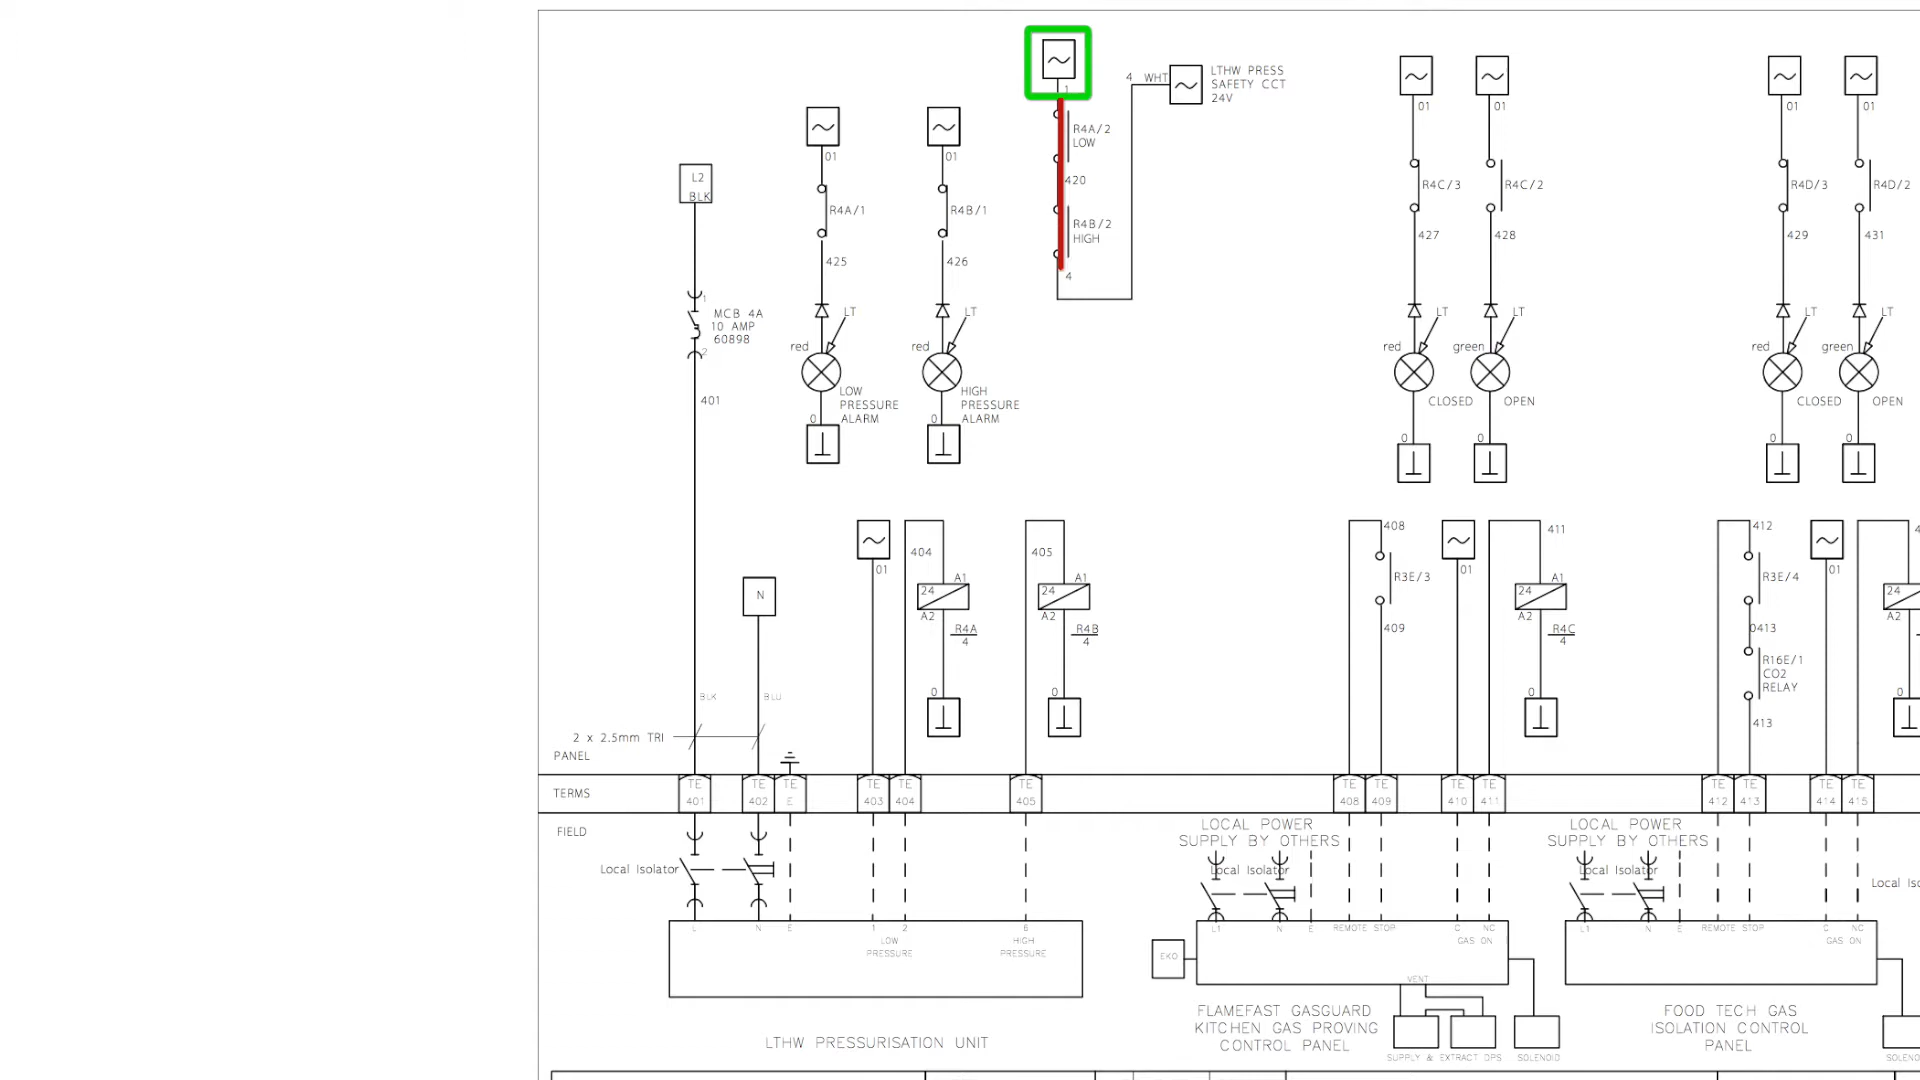 4 WHT
LTHW PRESS
SAFETY CCT
24V
1
01
01
01
01
01
01
R4A/2
LOW
420
R4B/2
HIGH
4
L2
BLK
R4A/1
R4B/1
R4C/3
R4C/2
R4D/3
R4D/2
425
426
427
428
429
431
1
MCB 4A
10 AMP
60898
2
LT
LT
LT
LT
LT
LT
red
red
red
green
red
green
LOW
PRESSURE
ALARM
HIGH
PRESSURE
ALARM
CLOSED
OPEN
CLOSED
OPEN
401
0
0
0
0
0
0
404
01
405
408
01
411
412
01
A1
24
A2
R4A
4
A1
24
A2
R4B
4
R3E/3
409
A1
24
A2
R4C
4
R3E/4
0413
R16E/1
CO2
RELAY
413
24
A2
N
0
0
0
0
BLK
BLU
2 x 2.5mm TRI
PANEL
TERMS
TE
401
TE
402
TE
E
TE
403
TE
404
TE
405
TE
408
TE
409
TE
410
TE
411
TE
412
TE
413
TE
414
TE
415
FIELD
LOCAL POWER
SUPPLY BY OTHERS
LOCAL POWER
SUPPLY BY OTHERS
Local Isolator
Local Isolator
Local Isolator
Local Iso
L N E 1 2 6
LOW
PRESSURE
HIGH
PRESSURE
L1 N E REMOTE STOP C NC
GAS ON
L1 N E REMOTE STOP C NC
GAS ON
EKO
VENT
LTHW PRESSURISATION UNIT
FLAMEFAST GASGUARD
KITCHEN GAS PROVING
CONTROL PANEL
SUPPLY & EXTRACT DPS
SOLENOID
FOOD TECH GAS
ISOLATION CONTROL
PANEL
SOLENO